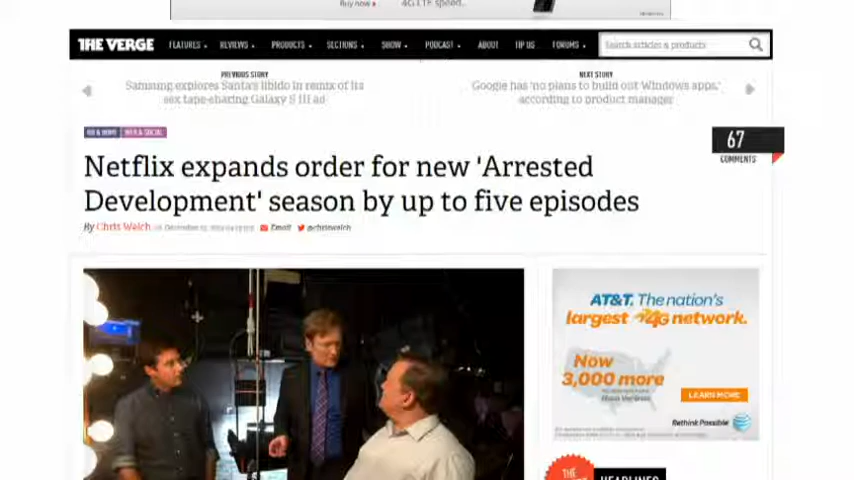 Buy now
4G LTE speed.
THE VERGE FEATURES REVIEWS PRODUCTS SECTIONS SHOW PODCAST ABOUT TIP US FORUMS Search articles & products
PREVIOUS STORY
Samsung explores Santa's libido in remix of its
sex tape-sharing Galaxy S III ad
NEXT STORY
Google has 'no plans to build out Windows apps,'
according to product manager
67
COMMENTS
Netflix expands order for new 'Arrested
Development' season by up to five episodes
By Chris Welch Email @chriswelch
AT&T. The nation's
largest 4G network.
Now
3,000 more
LEARN MORE
Rethink Possible
THE
HEADLINES